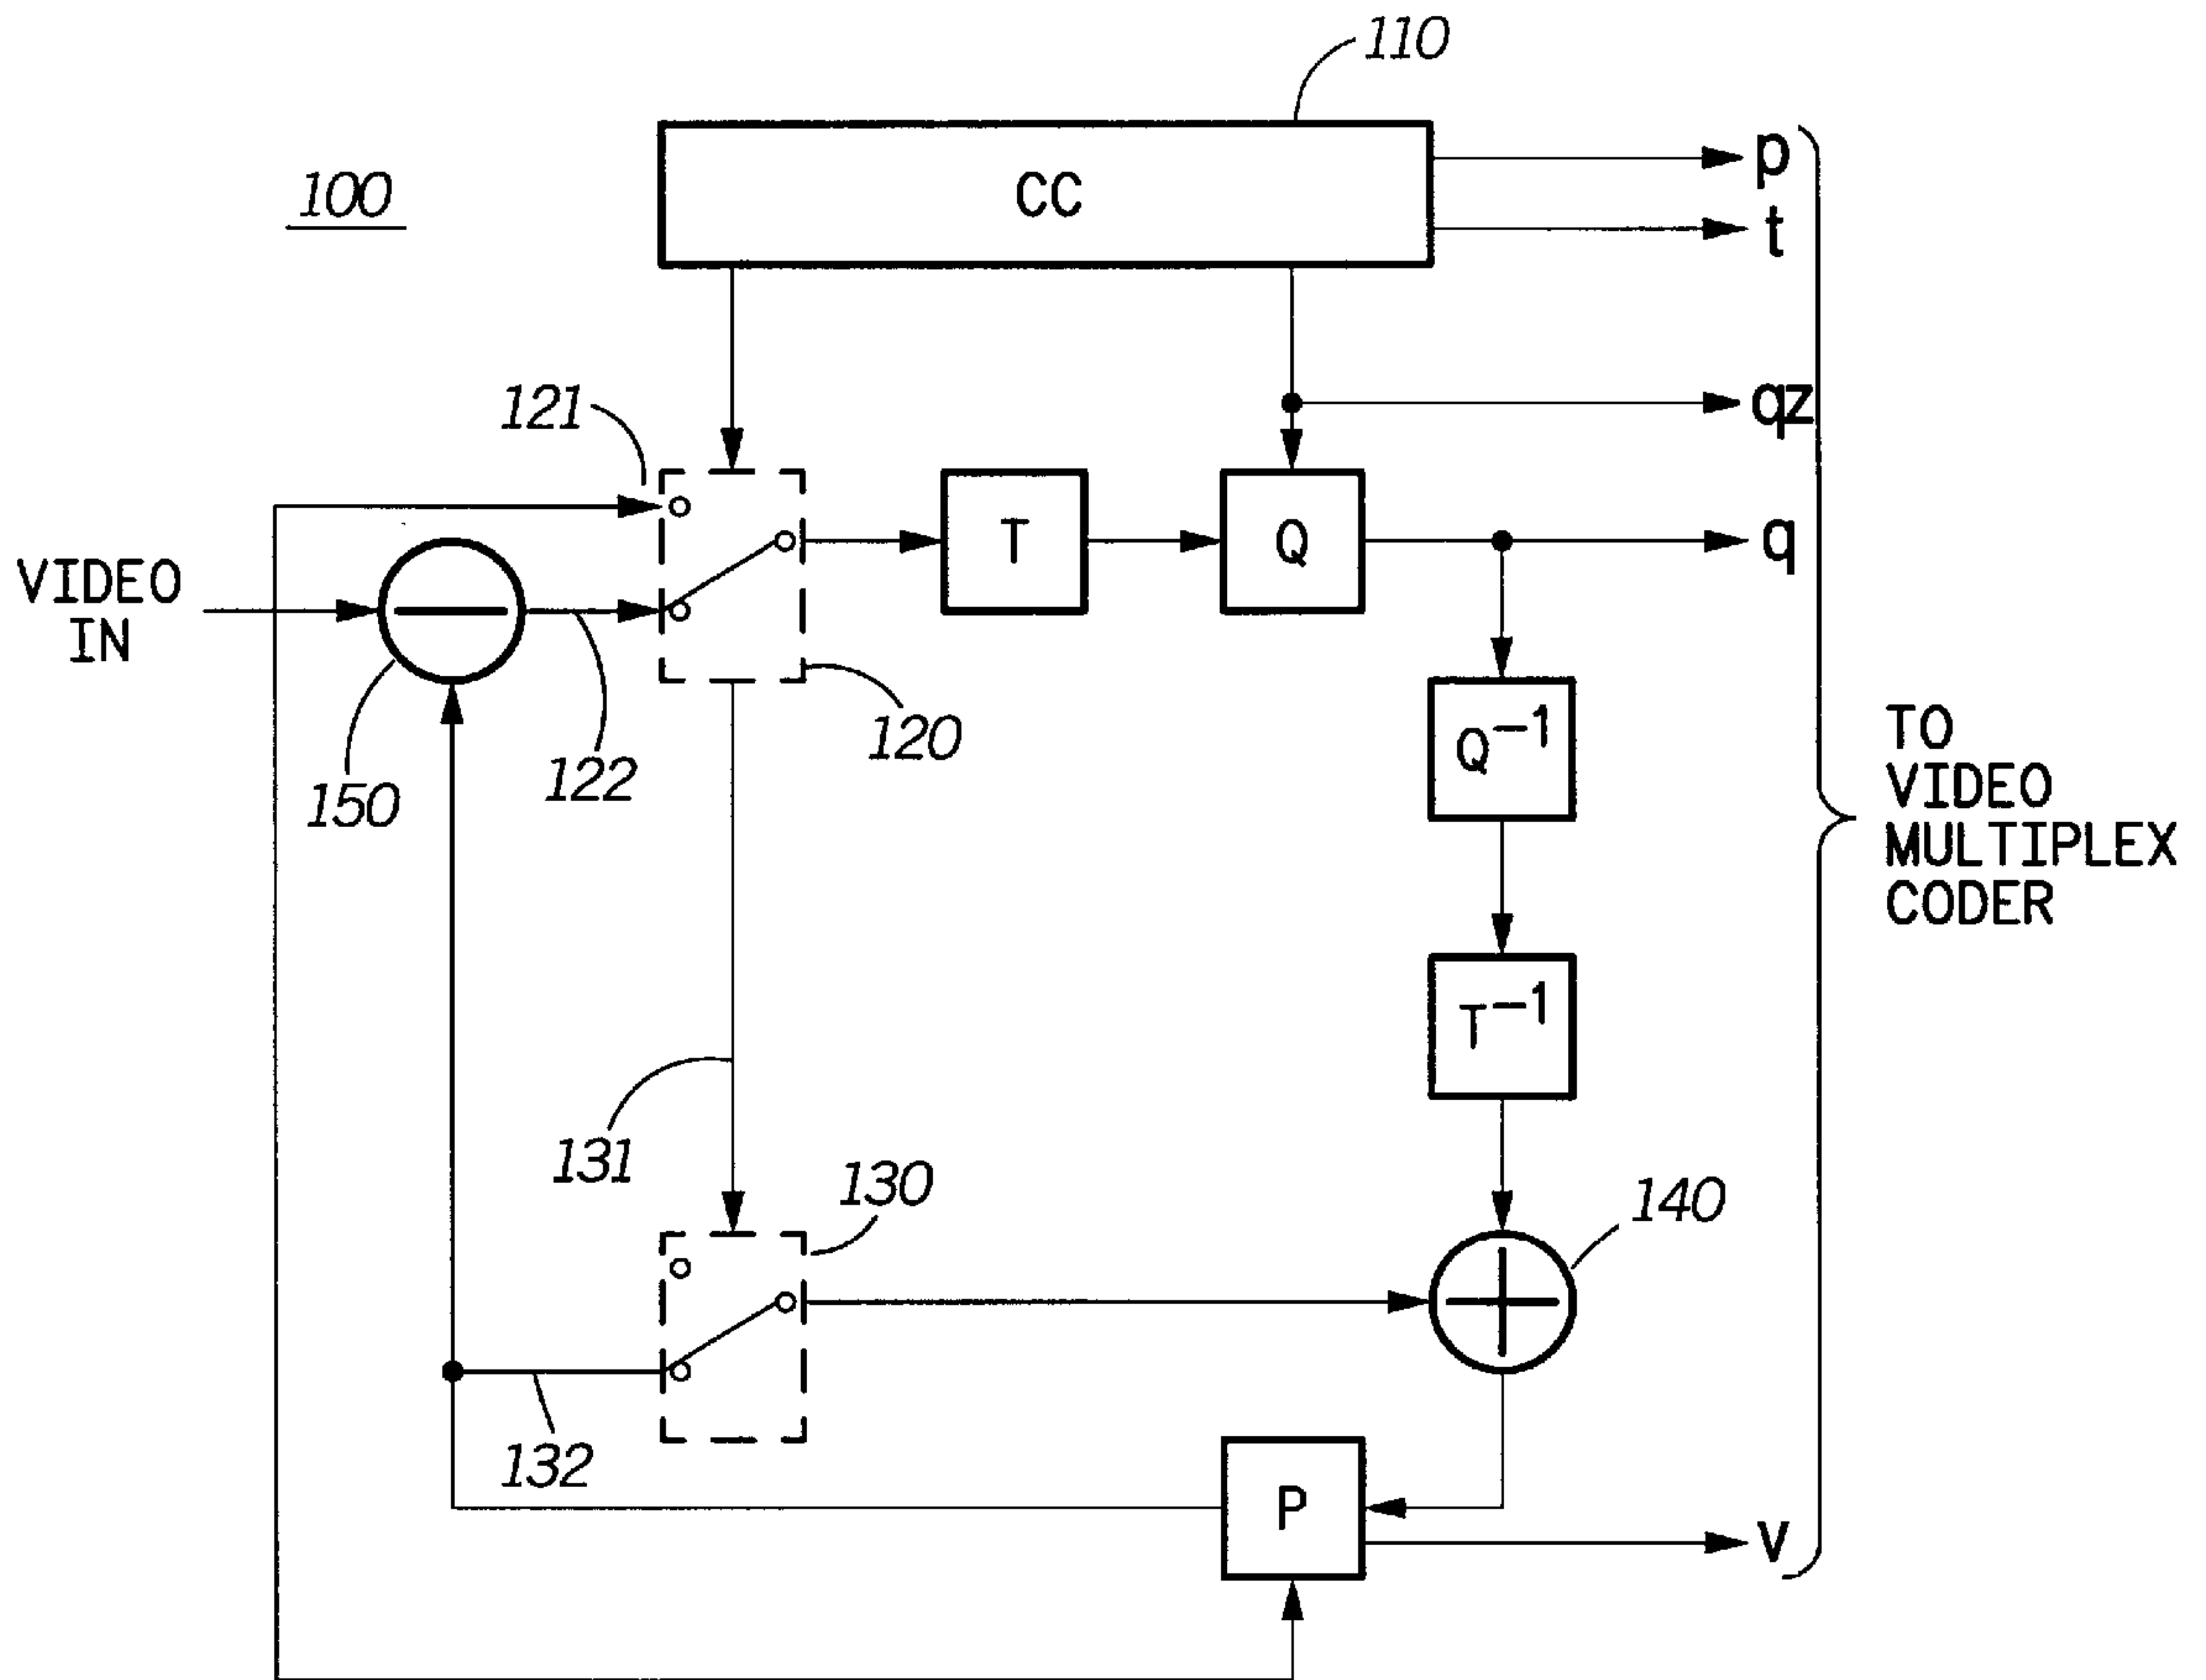 110
100
CC
p
t
121
qz
T
Q
q
VIDEO
IN
120
122
150
Q⁻¹
TO
VIDEO
MULTIPLEX
CODER
T⁻¹
131
130
140
132
P
v